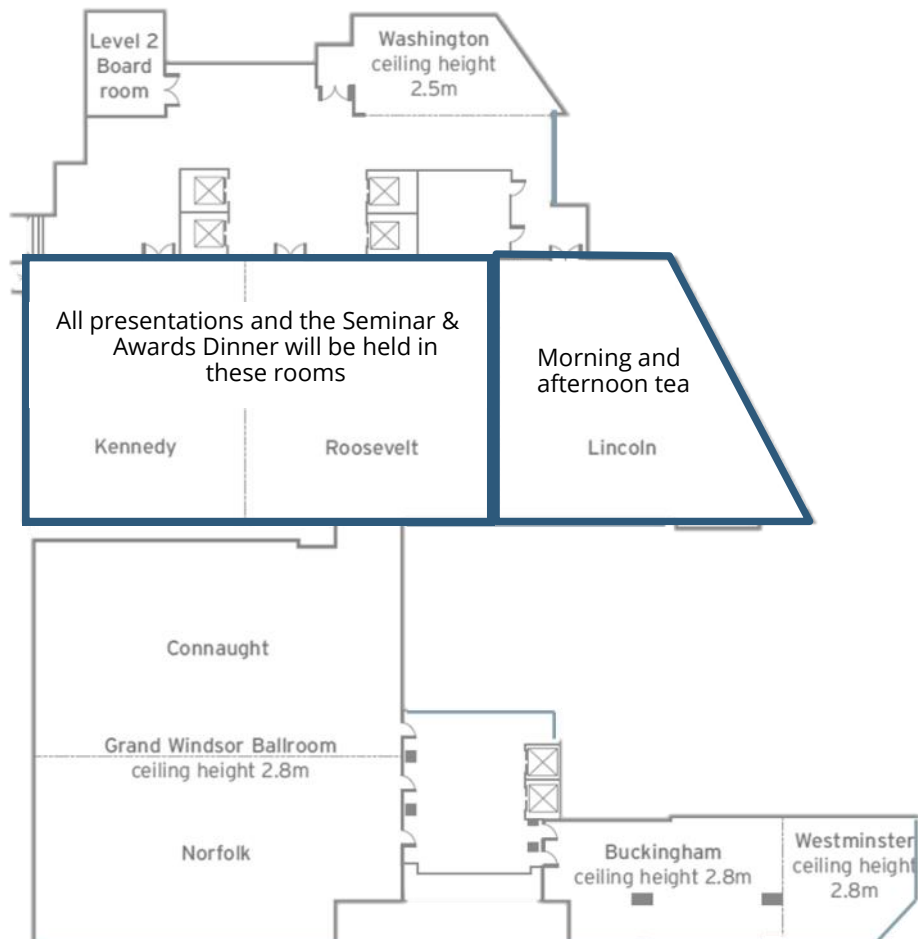 Level 2
Board
room
Washington
ceiling height
2.5m
All presentations and the Seminar &
Awards Dinner will be held in
these rooms
Morning and
afternoon tea
Kennedy
Roosevelt
Lincoln
Connaught
Grand Windsor Ballroom
ceiling height 2.8m
Norfolk
Buckingham
ceiling height 2.8m
Westminster
ceiling height
2.8m